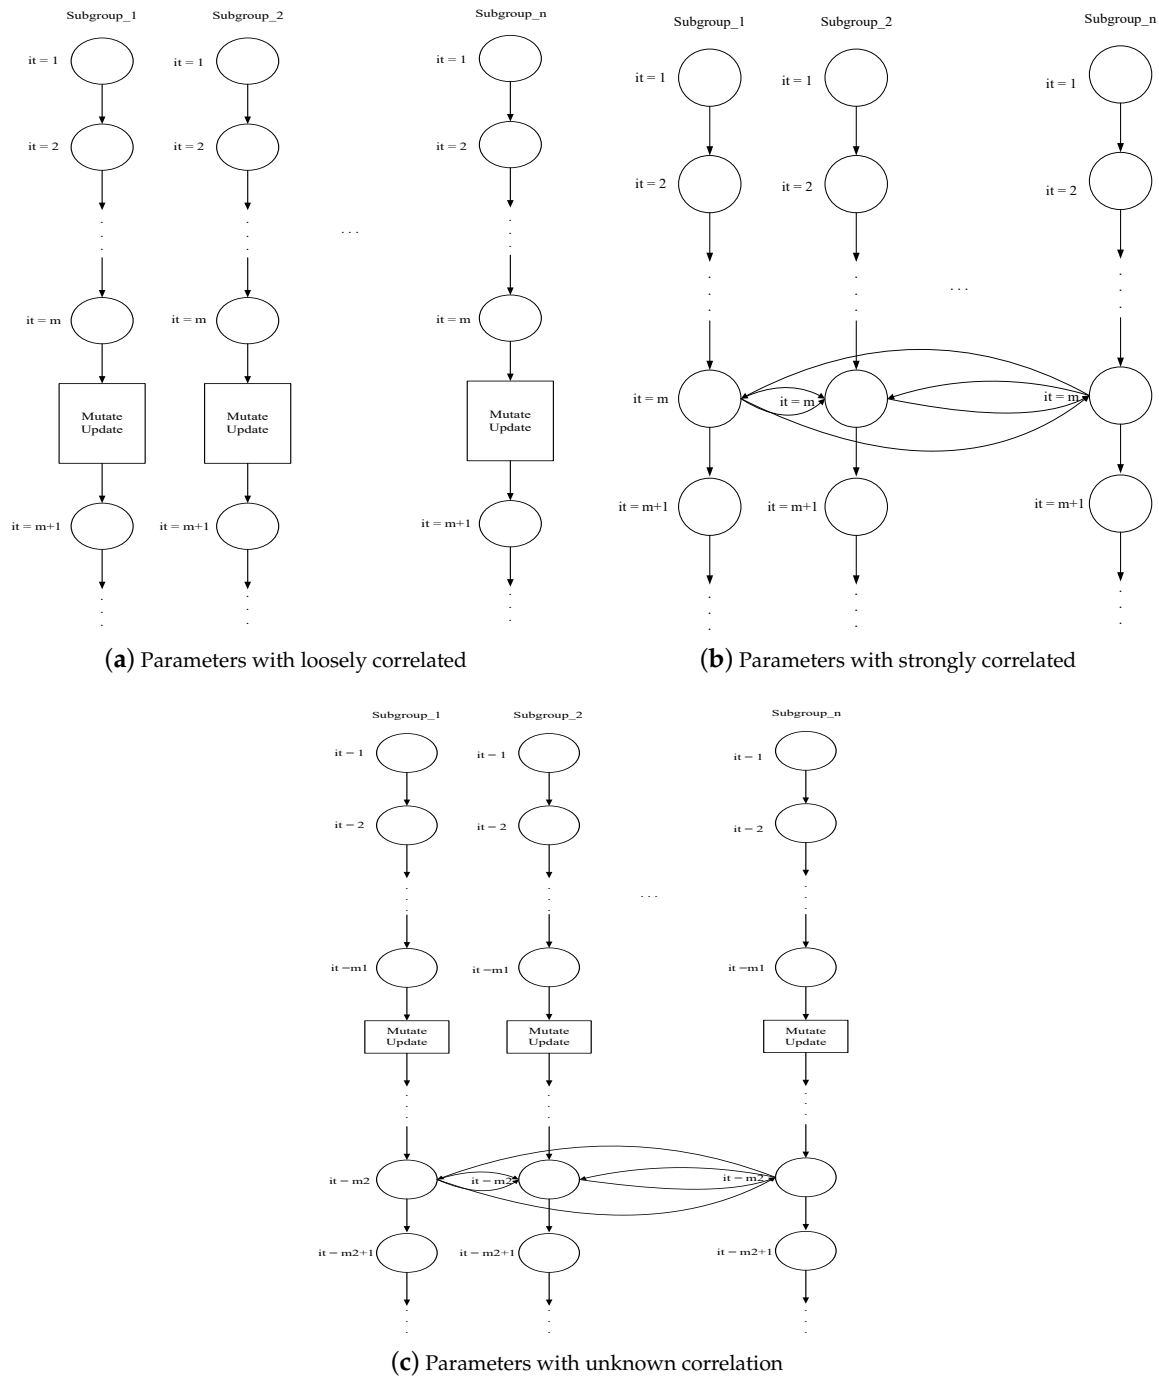 Subgroup_1 Subgroup_2 Subgroup_n
it = 1 it = 1 it = 1
it = 2 it = 2 it = 2
. . .
it = m it = m it = m
Mutate Mutate Mutate
Update Update Update
it = m+1 it = m+1 it = m+1
(a) Parameters with loosely correlated
Subgroup_1 Subgroup_2 Subgroup_n
it = 1 it = 1 it = 1
it = 2 it = 2 it = 2
. . .
it = m it = m it = m
it = m+1 it = m+1 it = m+1
(b) Parameters with strongly correlated
Subgroup_1 Subgroup_2 Subgroup_n
it − 1 it − 1 it − 1
it − 2 it − 2 it − 2
. . .
it −m1 it −m1 it −m1
Mutate Mutate Mutate
Update Update Update
it − m2 it − m2 it − m2
it − m2+1 it − m2+1 it − m2+1
(c) Parameters with unknown correlation